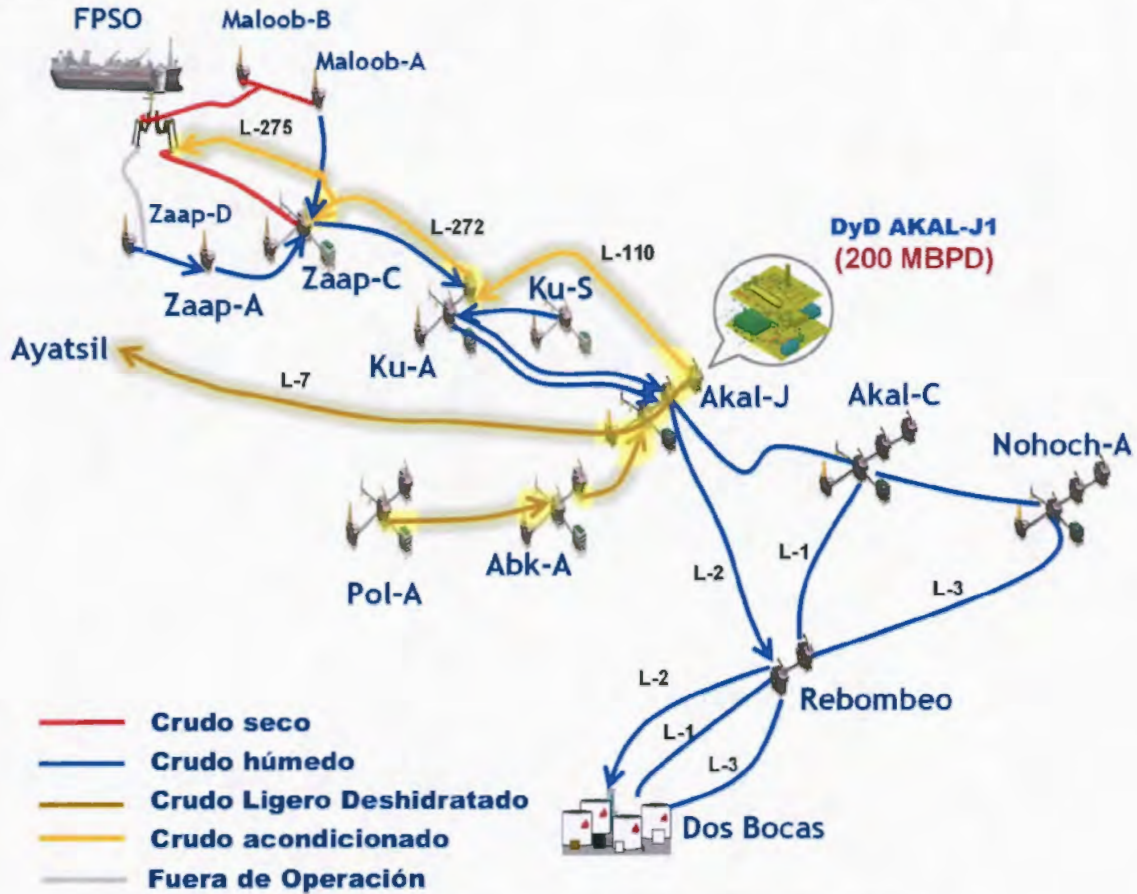 FPSO
Maloob-B
Maloob-A
L-275
Zaap-D
L-272
DyD AKAL-J1
(200 MBPD)
L-110
Zaap-C
Ku-S
Zaap-A
Ayatsil
Ku-A
L-7
Akal-J
Akal-C
Nohoch-A
Abk-A
L-1
L-2
Pol-A
L-3
L-2
Rebombeo
L-1
L-3
Dos Bocas
Crudo seco
Crudo húmedo
Crudo Ligero Deshidratado
Crudo acondicionado
Fuera de Operación